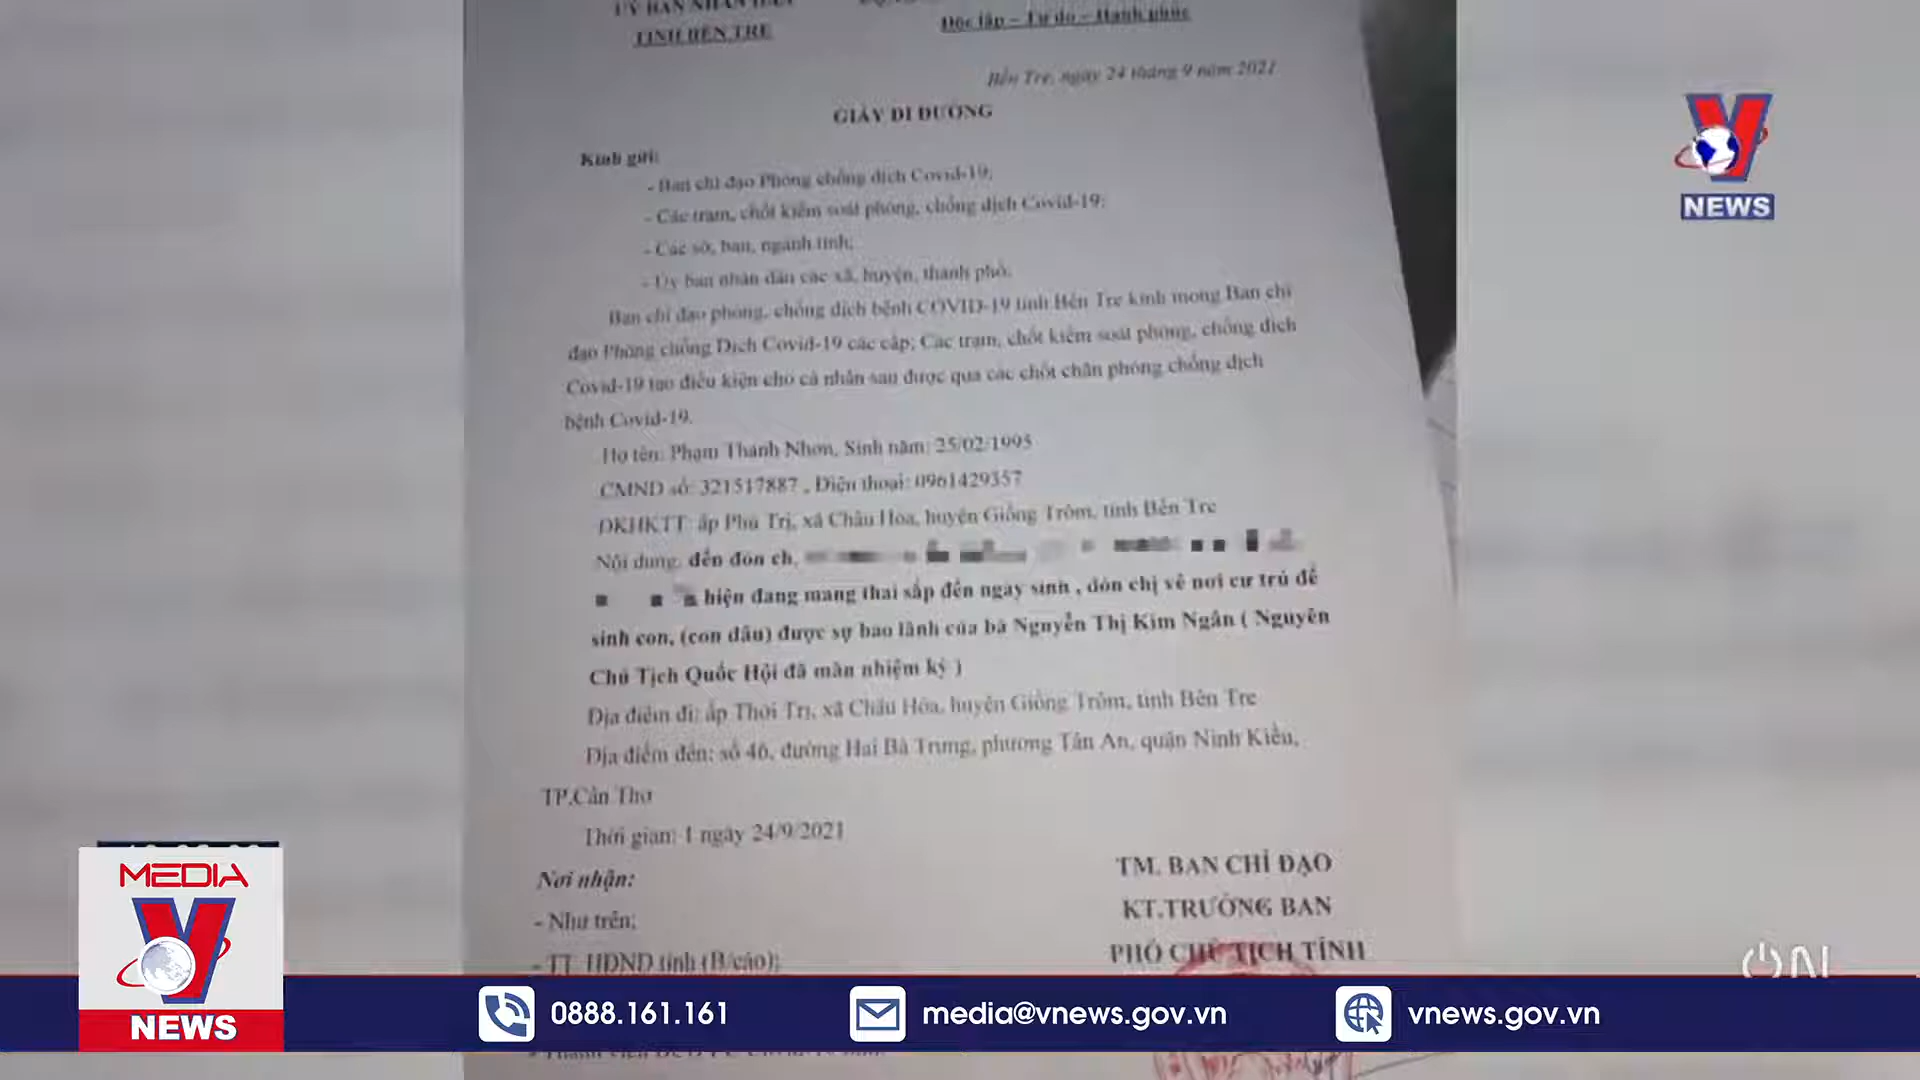 ỦY BAN NHÂN DÂN
TỈNH BẾN TRE
Độc lập – Tự do – Hạnh phúc
Bến Tre, ngày 24 tháng 9 năm 2021
GIẤY ĐI ĐƯỜNG
Kính gửi:
- Ban chỉ đạo Phòng chống dịch Covid-19;
- Các trạm, chốt kiểm soát phòng, chống dịch Covid-19;
- Các sở, ban, ngành tỉnh;
- Ủy ban nhân dân các xã, huyện, thành phố.
Ban chỉ đạo phòng, chống dịch bệnh COVID-19 tỉnh Bến Tre kính mong Ban chỉ
đạo Phòng chống Dịch Covid-19 các cấp; Các trạm, chốt kiểm soát phòng, chống dịch
Covid-19 tạo điều kiện cho cá nhân sau được qua các chốt chặn phòng chống dịch
bệnh Covid-19.
Họ tên: Phạm Thanh Nhơn, Sinh năm: 25/02/1995
CMND số: 321517887 , Điện thoại: 0961429357
ĐKHKTT: ấp Phú Trị, xã Châu Hòa, huyện Giồng Trôm, tỉnh Bến Tre
Nội dung: đến đón ch
hiện đang mang thai sắp đến ngày sinh , đón chị về nơi cư trú để
sinh con, (con dâu) được sự bảo lãnh của bà Nguyễn Thị Kim Ngân ( Nguyên
Chủ Tịch Quốc Hội đã mãn nhiệm kỳ )
Địa điểm đi: ấp Thới Trị, xã Châu Hòa, huyện Giồng Trôm, tỉnh Bến Tre
Địa điểm đến: số 46, đường Hai Bà Trưng, phường Tân An, quận Ninh Kiều,
TP.Cần Thơ
Thời gian: 1 ngày 24/9/2021
Nơi nhận:
- Như trên;
- TT HĐND tỉnh (B/cáo);
TM. BAN CHỈ ĐẠO
KT.TRƯỞNG BAN
PHÓ CHỦ TỊCH TỈNH
V
NEWS
MEDIA
V
NEWS
0888.161.161
media@vnews.gov.vn
vnews.gov.vn